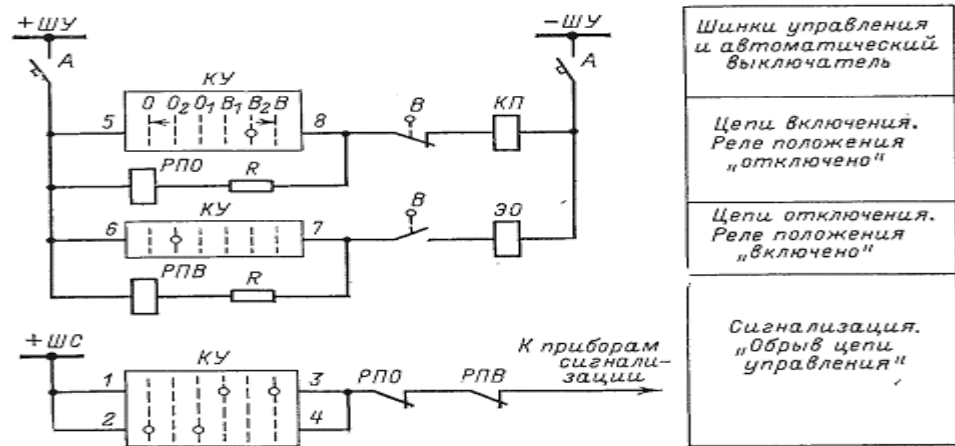 +ШУ
−ШУ
А
А
КУ
О О₂ О₁ В₁ В₂ В
5
8
В
КП
РПО
R
КУ
6
7
В
ЭО
РПВ
R
+ШС
КУ
1
3
2
4
РПО
РПВ
К приборам
сигнали-
зации
Шинки управления
и автоматический
выключатель
Цепи включения.
Реле положения
„отключено"
Цепи отключения.
Реле положения
„включено"
Сигнализация.
„Обрыв цепи
управления"